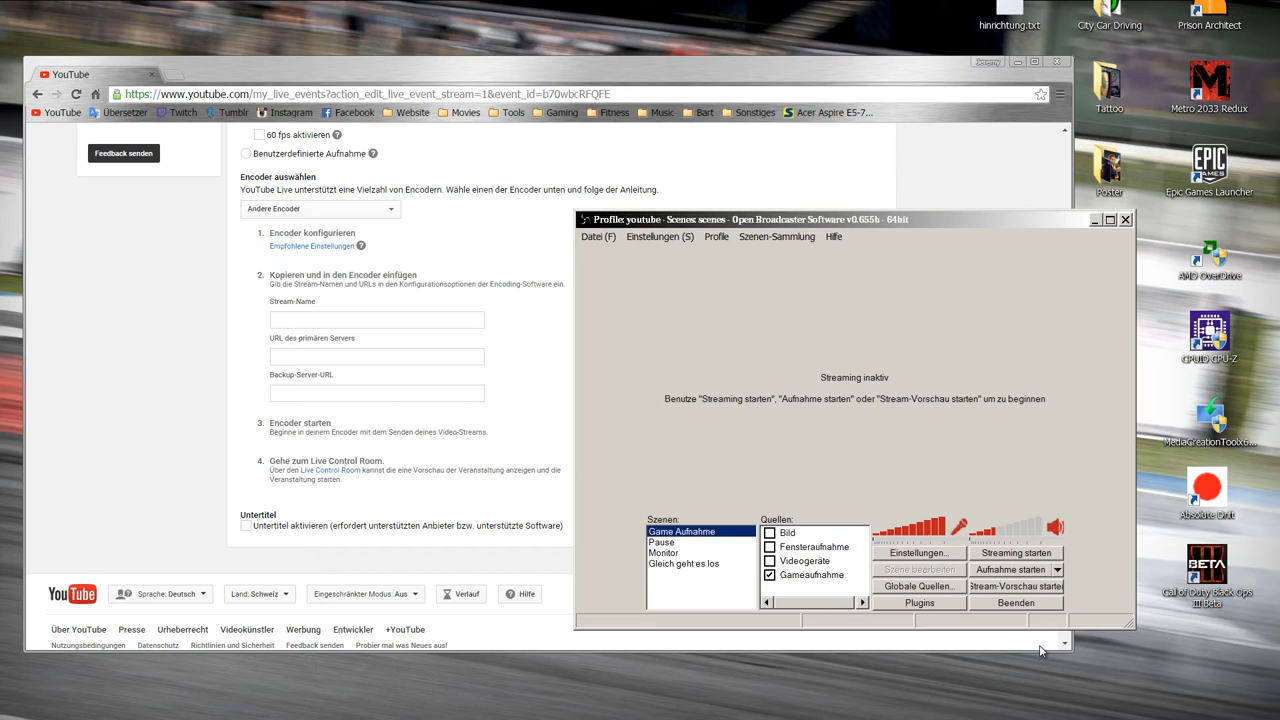 hinrichtung.txt
City Car Driving
Prison Architect
YouTube
Jeremy
https://www.youtube.com/my_live_events?action_edit_live_event_stream=1&event_id=b70wbcRFQFE
YouTube
Übersetzer
Twitch
Tumblr
Instagram
Facebook
Website
Movies
Tools
Gaming
Fitness
Music
Bart
Sonstiges
Acer Aspire E5-7...
Tattoo
Metro 2033 Redux
60 fps aktivieren
Feedback senden
Benutzerdefinierte Aufnahme
Encoder auswählen
YouTube Live unterstützt eine Vielzahl von Encodern. Wähle einen der Encoder unten und folge der Anleitung.
Andere Encoder
1. Encoder konfigurieren
Empfohlene Einstellungen
2. Kopieren und in den Encoder einfügen
Gib die Stream-Namen und URLs in den Konfigurationsoptionen der Encoding-Software ein.
Stream-Name
URL des primären Servers
Backup-Server-URL
3. Encoder starten
Beginne in deinem Encoder mit dem Senden deines Video-Streams.
4. Gehe zum Live Control Room.
Über den Live Control Room kannst die eine Vorschau der Veranstaltung anzeigen und die
Veranstaltung starten.
Untertitel
Untertitel aktivieren (erfordert unterstützten Anbieter bzw. unterstützte Software)
YouTube
Sprache: Deutsch
Land: Schweiz
Eingeschränkter Modus: Aus
Verlauf
Hilfe
Über YouTube
Presse
Urheberrecht
Videokünstler
Werbung
Entwickler
+YouTube
Nutzungsbedingungen
Datenschutz
Richtlinien und Sicherheit
Feedback senden
Probier mal was Neues aus!
Profile: youtube - Scenes: scenes - Open Broadcaster Software v0.655b - 64bit
Datei (F)
Einstellungen (S)
Profile
Szenen-Sammlung
Hilfe
Streaming inaktiv
Benutze "Streaming starten", "Aufnahme starten" oder "Stream-Vorschau starten" um zu beginnen
Szenen:
Game Aufnahme
Pause
Monitor
Gleich geht es los
Quellen:
Bild
Fensteraufnahme
Videogeräte
Gameaufnahme
Einstellungen...
Streaming starten
Szene bearbeiten
Aufnahme starten
Globale Quellen...
Stream-Vorschau starten
Plugins
Beenden
EPIC
GAMES
Poster
Epic Games Launcher
AMD OverDrive
CPUID CPU-Z
MediaCreationToolx6...
Absolute Drift
BETA
Call of Duty Black Ops
III Beta